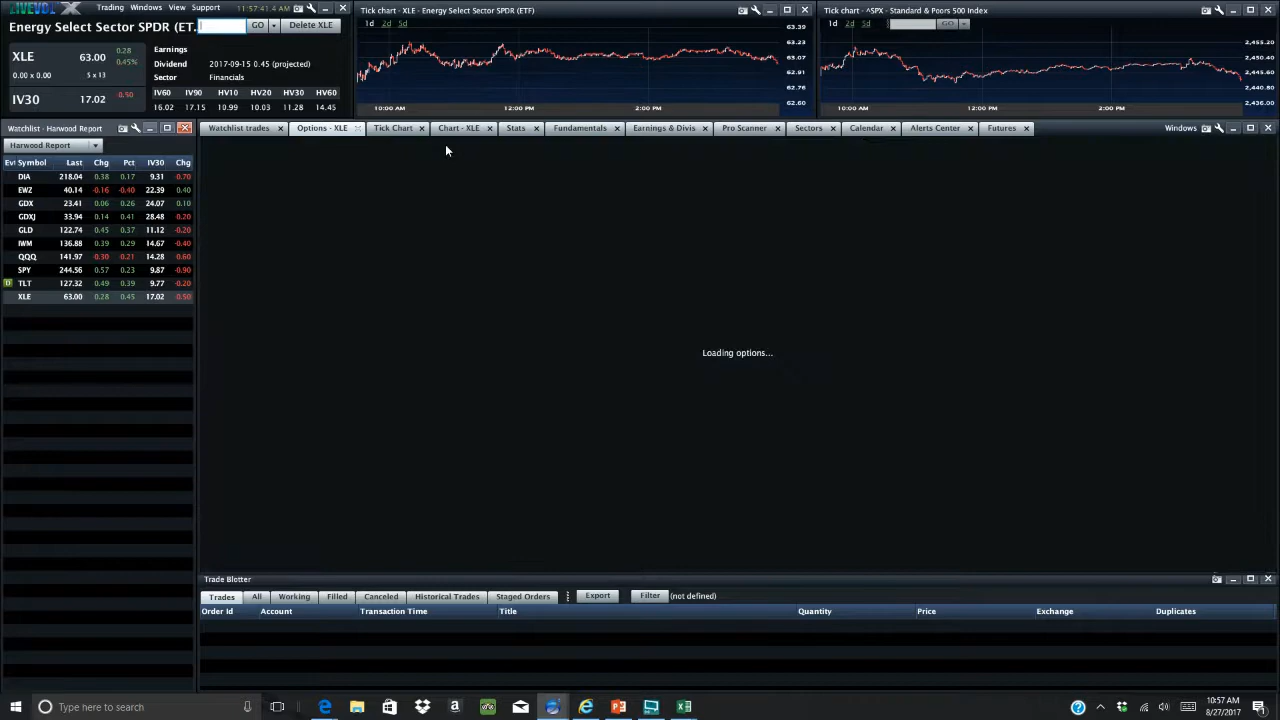 LIVEVOL X Trading Windows View Support 11:57:41.4 AM
Energy Select Sector SPDR (ET. GO Delete XLE
XLE 63.00 0.28
0.45%
0.00 x 0.00 5 x 13
IV30 17.02 -0.50
Earnings
Dividend 2017-09-15 0.45 (projected)
Sector Financials
IV60 IV90 HV10 HV20 HV30 HV60
16.02 17.15 10.99 10.03 11.28 14.45
Tick chart - XLE - Energy Select Sector SPDR (ETF)
1d 2d 5d
63.39
63.23
63.07
62.91
62.76
62.60
10:00 AM 12:00 PM 2:00 PM
Tick chart - ^SPX - Standard & Poors 500 Index
1d 2d 5d GO
2,455.20
2,450.40
2,445.60
2,440.80
2,436.00
10:00 AM 12:00 PM 2:00 PM
Watchlist - Harwood Report
Harwood Report
Ev Symbol Last Chg Pct IV30 Chg
DIA 218.04 0.38 0.17 9.31 -0.70
EWZ 40.14 -0.16 -0.40 22.39 0.40
GDX 23.41 0.06 0.26 24.07 0.10
GDXJ 33.94 0.14 0.41 28.48 -0.20
GLD 122.74 0.45 0.37 11.12 -0.20
IWM 136.88 0.39 0.29 14.67 -0.40
QQQ 141.97 -0.30 -0.21 14.28 -0.60
SPY 244.56 0.57 0.23 9.87 -0.90
D TLT 127.32 0.49 0.39 9.77 -0.20
XLE 63.00 0.28 0.45 17.02 -0.50
Watchlist trades Options - XLE Tick Chart Chart - XLE Stats Fundamentals Earnings & Divis Pro Scanner Sectors Calendar Alerts Center Futures Windows
Loading options...
Trade Blotter
Trades All Working Filled Canceled Historical Trades Staged Orders Export Filter (not defined)
Order Id Account Transaction Time Title Quantity Price Exchange Duplicates
Type here to search
10:57 AM
8/27/2017